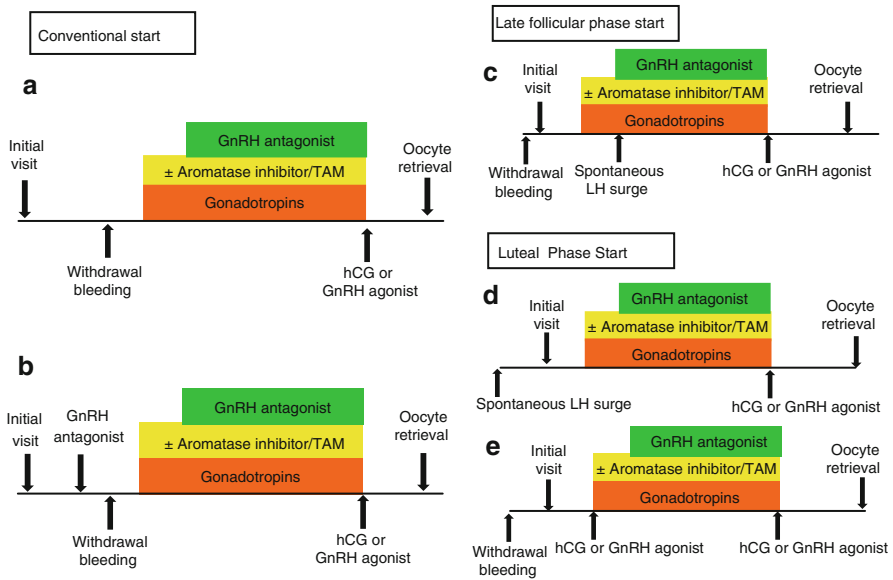 Conventional start
a
Initial
visit
GnRH antagonist
± Aromatase inhibitor/TAM
Gonadotropins
Oocyte
retrieval
Withdrawal
bleeding
hCG or
GnRH agonist
b
Initial
visit
GnRH
antagonist
GnRH antagonist
± Aromatase inhibitor/TAM
Gonadotropins
Oocyte
retrieval
Withdrawal
bleeding
hCG or
GnRH agonist
Late follicular phase start
c
Initial
visit
GnRH antagonist
± Aromatase inhibitor/TAM
Gonadotropins
Oocyte
retrieval
Withdrawal
bleeding
Spontaneous
LH surge
hCG or GnRH agonist
Luteal Phase Start
d
Initial
visit
GnRH antagonist
± Aromatase inhibitor/TAM
Gonadotropins
Oocyte
retrieval
Spontaneous LH surge
hCG or GnRH agonist
e
Initial
visit
GnRH antagonist
± Aromatase inhibitor/TAM
Gonadotropins
Oocyte
retrieval
Withdrawal
bleeding
hCG or GnRH agonist
hCG or GnRH agonist